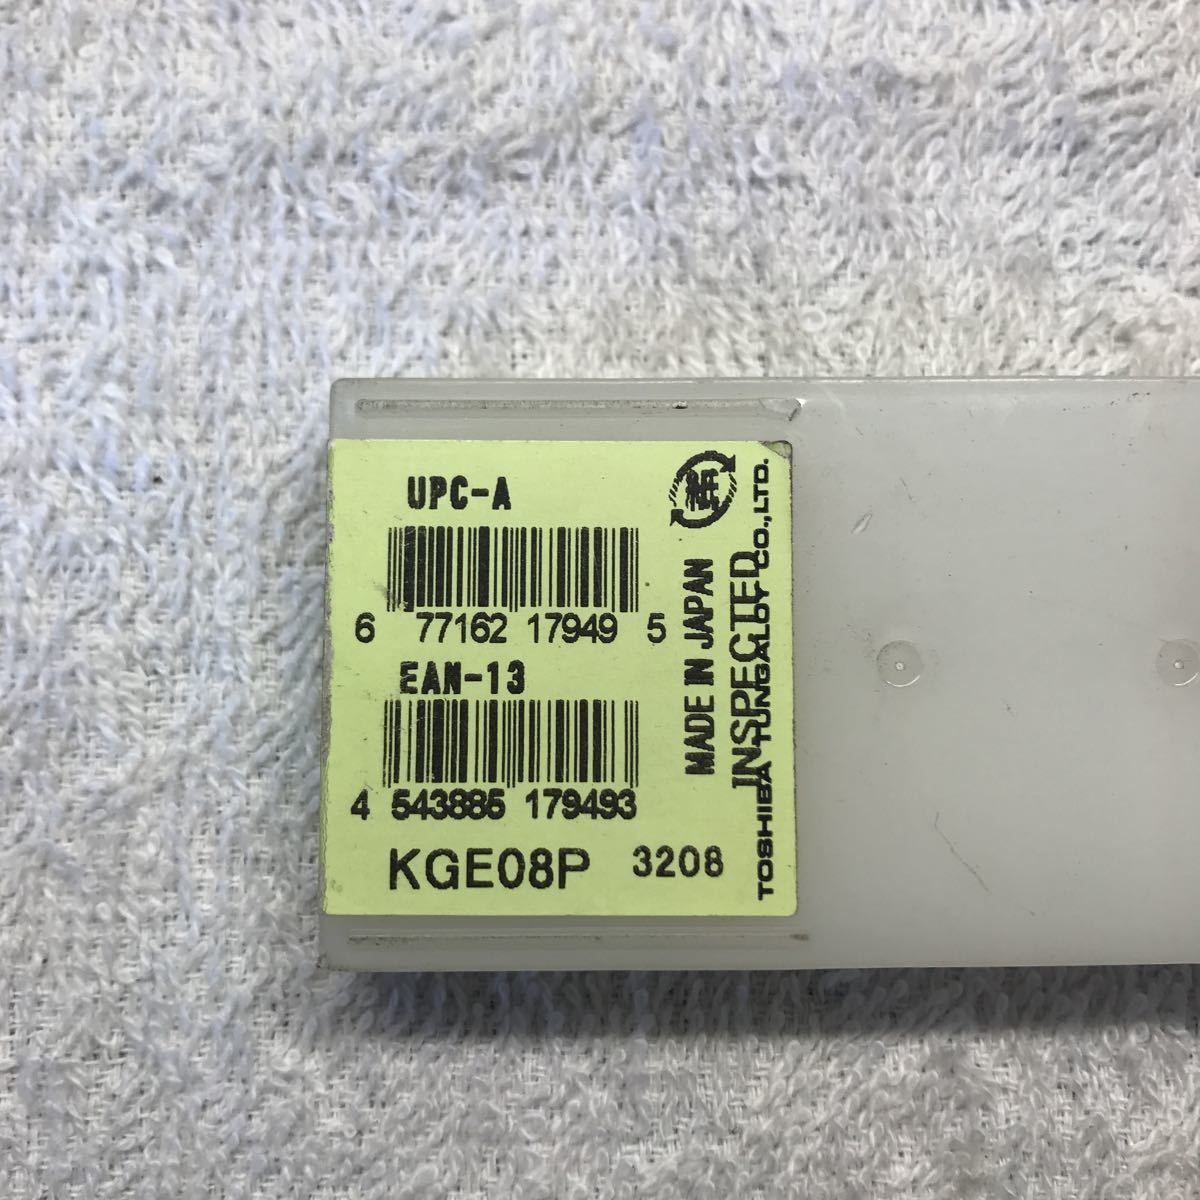 UPC-A
6 77162 17949 5
EAN-13
4 543885 179493
KGE08P 3208
MADE IN JAPAN
INSPECTED
TOSHIBA TUNGALOY CO.,LTD.